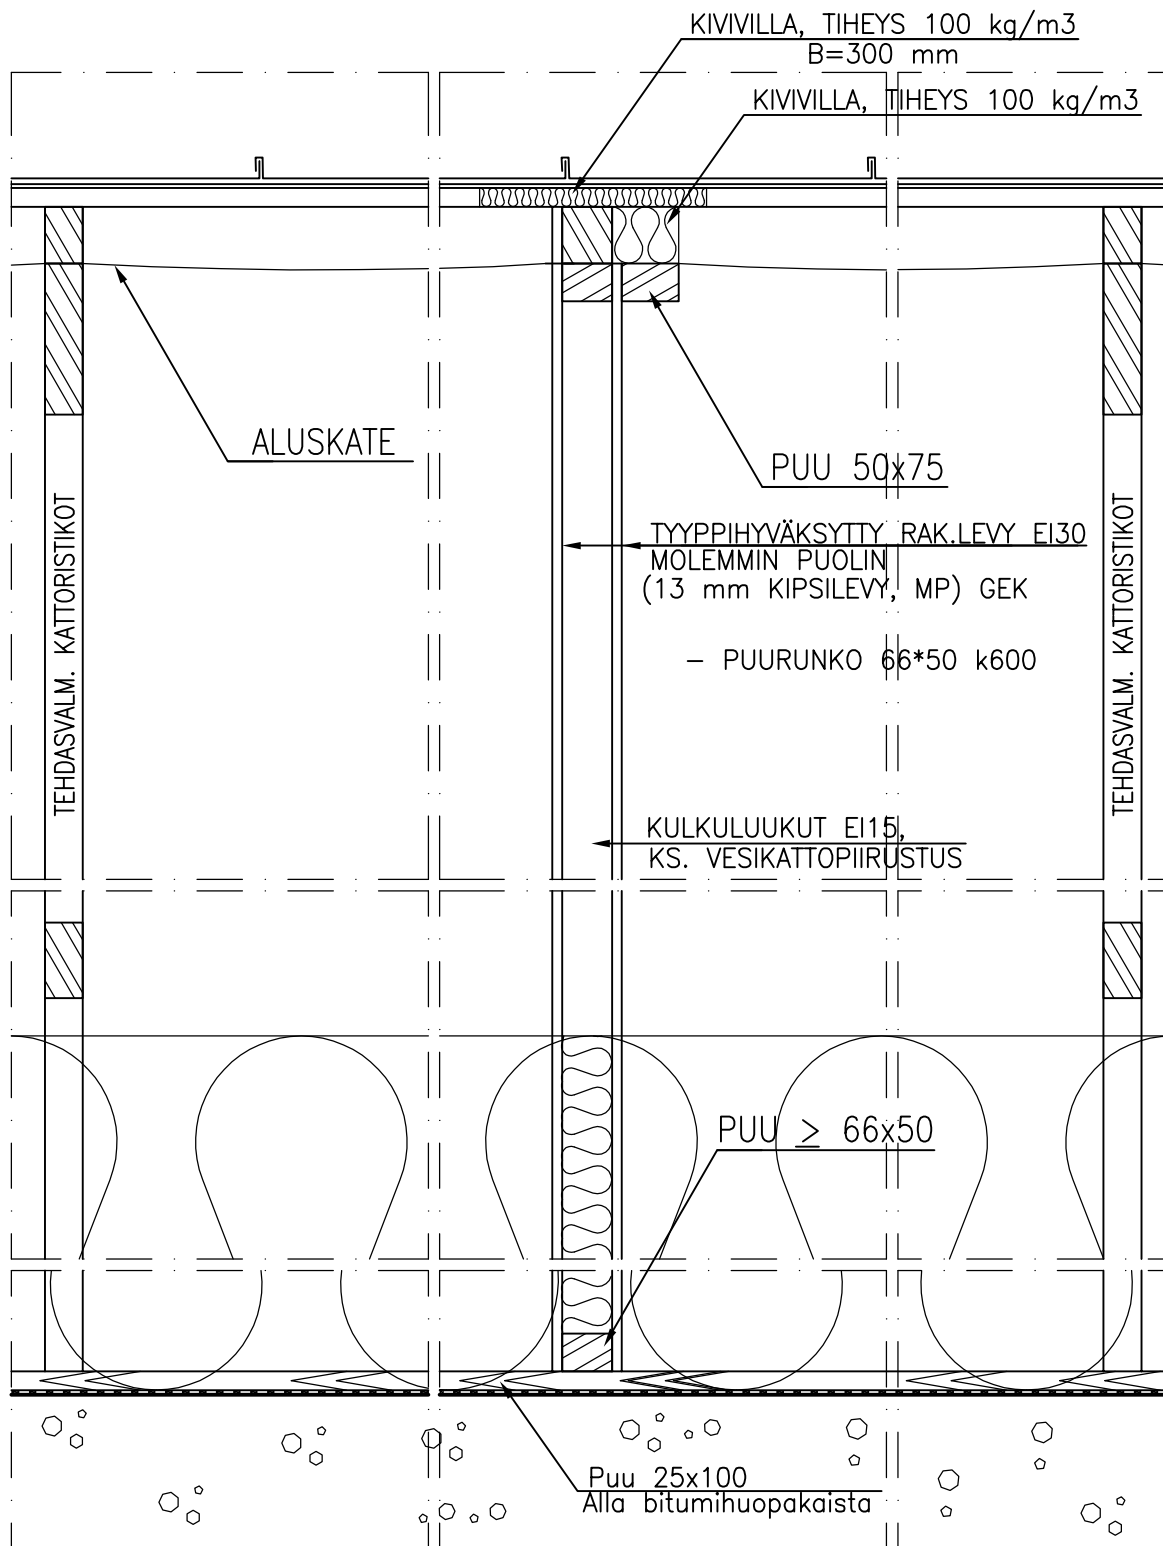 KIVIVILLA, TIHEYS 100 kg/m3
B=300 mm
KIVIVILLA, TIHEYS 100 kg/m3
ALUSKATE
PUU 50x75
TEHDASVALM. KATTORISTIKOT
TYYPPIHYVÄKSYTTY RAK.LEVY EI30
MOLEMMIN PUOLIN
(13 mm KIPSILEVY, MP) GEK
- PUURUNKO 66*50 k600
TEHDASVALM. KATTORISTIKOT
KULKULUUKUT EI15,
KS. VESIKATTOPIIRUSTUS
PUU ≥ 66x50
Puu 25x100
Alla bitumihuopakaista